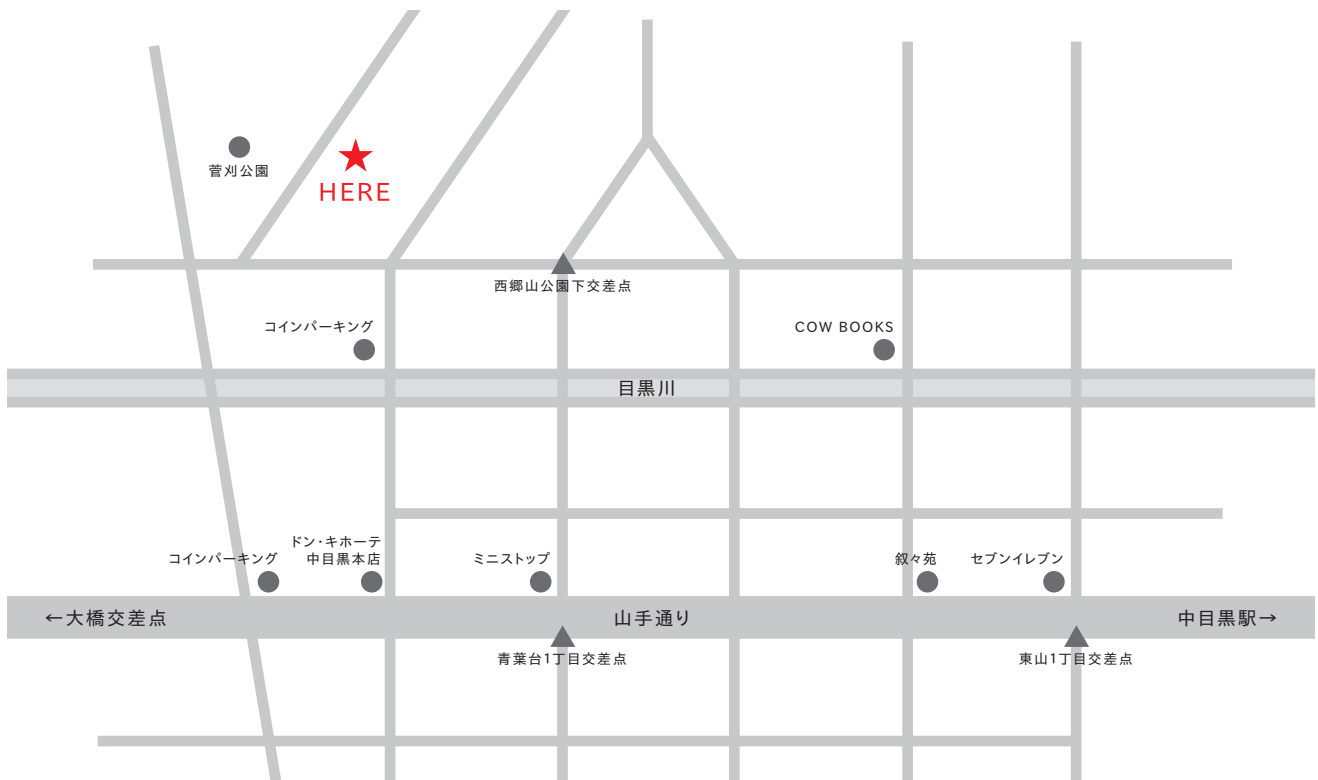 菅刈公園
HERE
西郷山公園下交差点
コインパーキング
COW BOOKS
目黒川
コインパーキング
ドン・キホーテ
中目黒本店
ミニストップ
叙々苑
セブンイレブン
←大橋交差点
山手通り
中目黒駅→
青葉台1丁目交差点
東山1丁目交差点